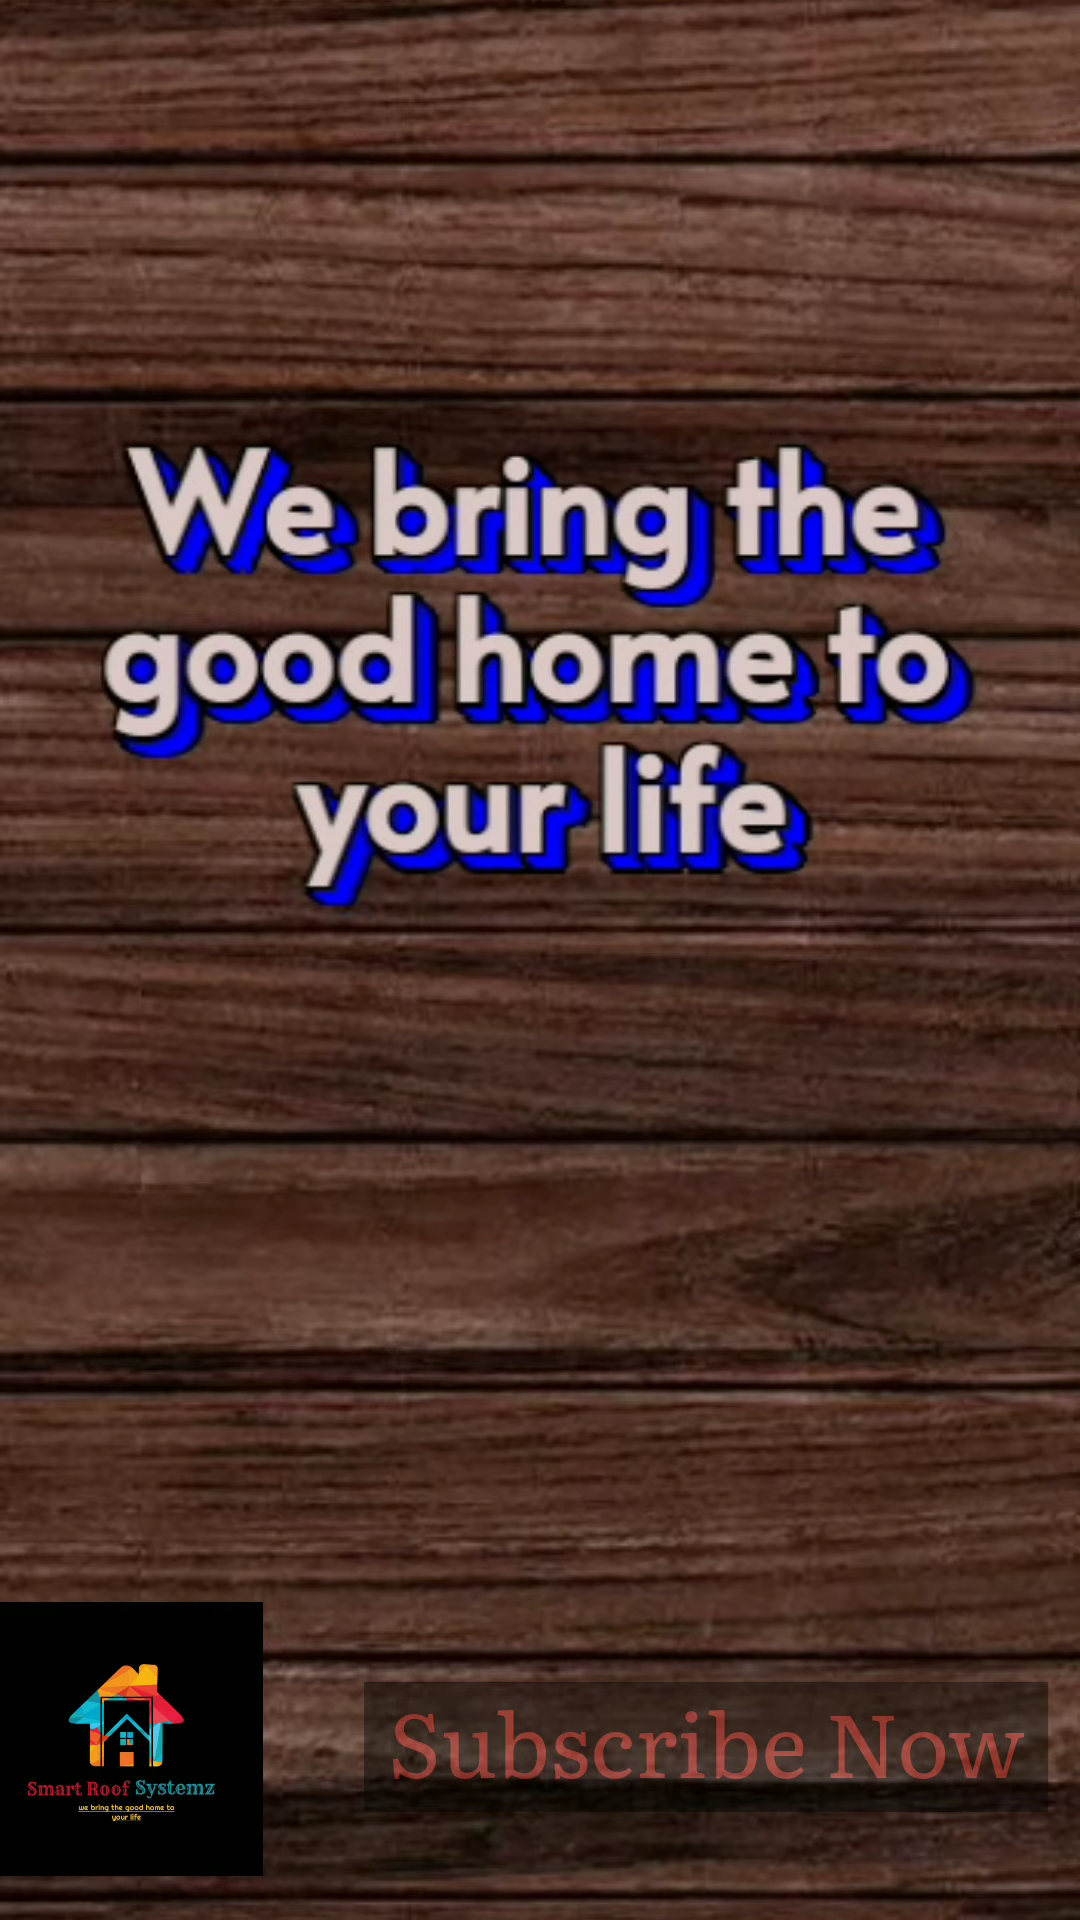 We bring the
good home to
your life
Smart Roof Systemz
we bring the good home to
your life
Subscribe Now